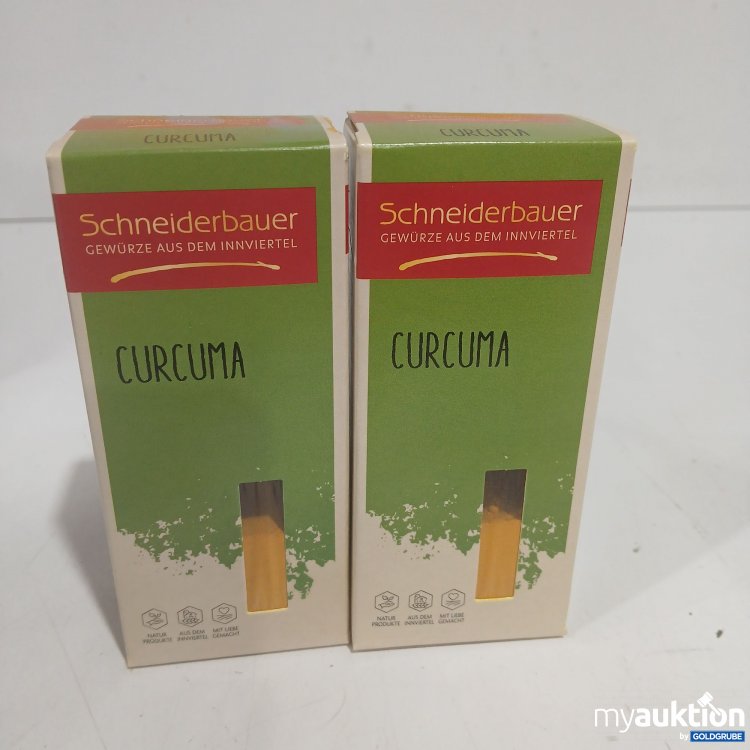 CURCUMA
Schneiderbauer
GEWÜRZE AUS DEM INNVIERTEL
CURCUMA
NATUR PRODUKTE
AUS DEM INNVIERTEL
MIT LIEBE GEMACHT
CURCUMA
Schneiderbauer
GEWÜRZE AUS DEM INNVIERTEL
CURCUMA
NATUR PRODUKTE
AUS DEM INNVIERTEL
MIT LIEBE GEMACHT
myauktion
by GOLDGRUBE